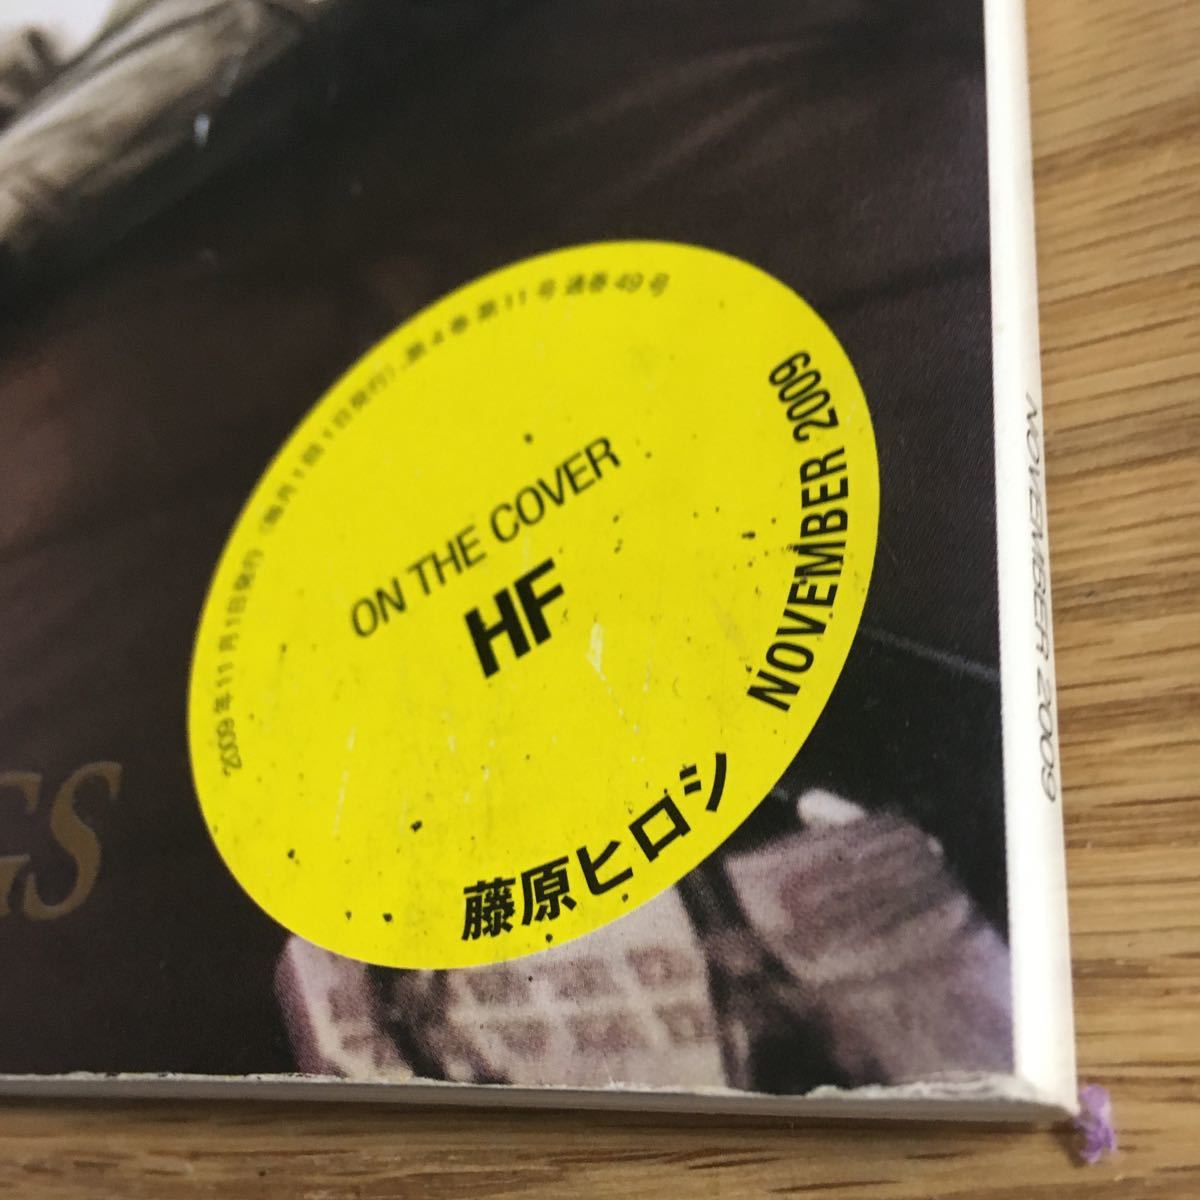 2009年11月1日発行(毎月1回1日発行)、第4巻第11号通巻49号
ON THE COVER
HF
NOVEMBER 2009
藤原ヒロシ
GS
NOVEMBER 2009